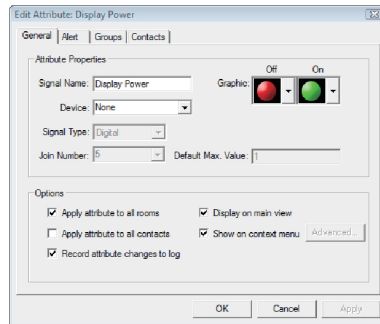 Edit Attribute: Display Power
General Alert Groups Contacts
Attribute Properties
Off On
Signal Name: Display Power Graphic:
Device: None
Signal Type: Digital
Join Number: 5 Default Max. Value: 1
Options
Apply attribute to all rooms Display on main view
Apply attribute to all contacts Show on context menu Advanced...
Record attribute changes to log
OK Cancel Apply